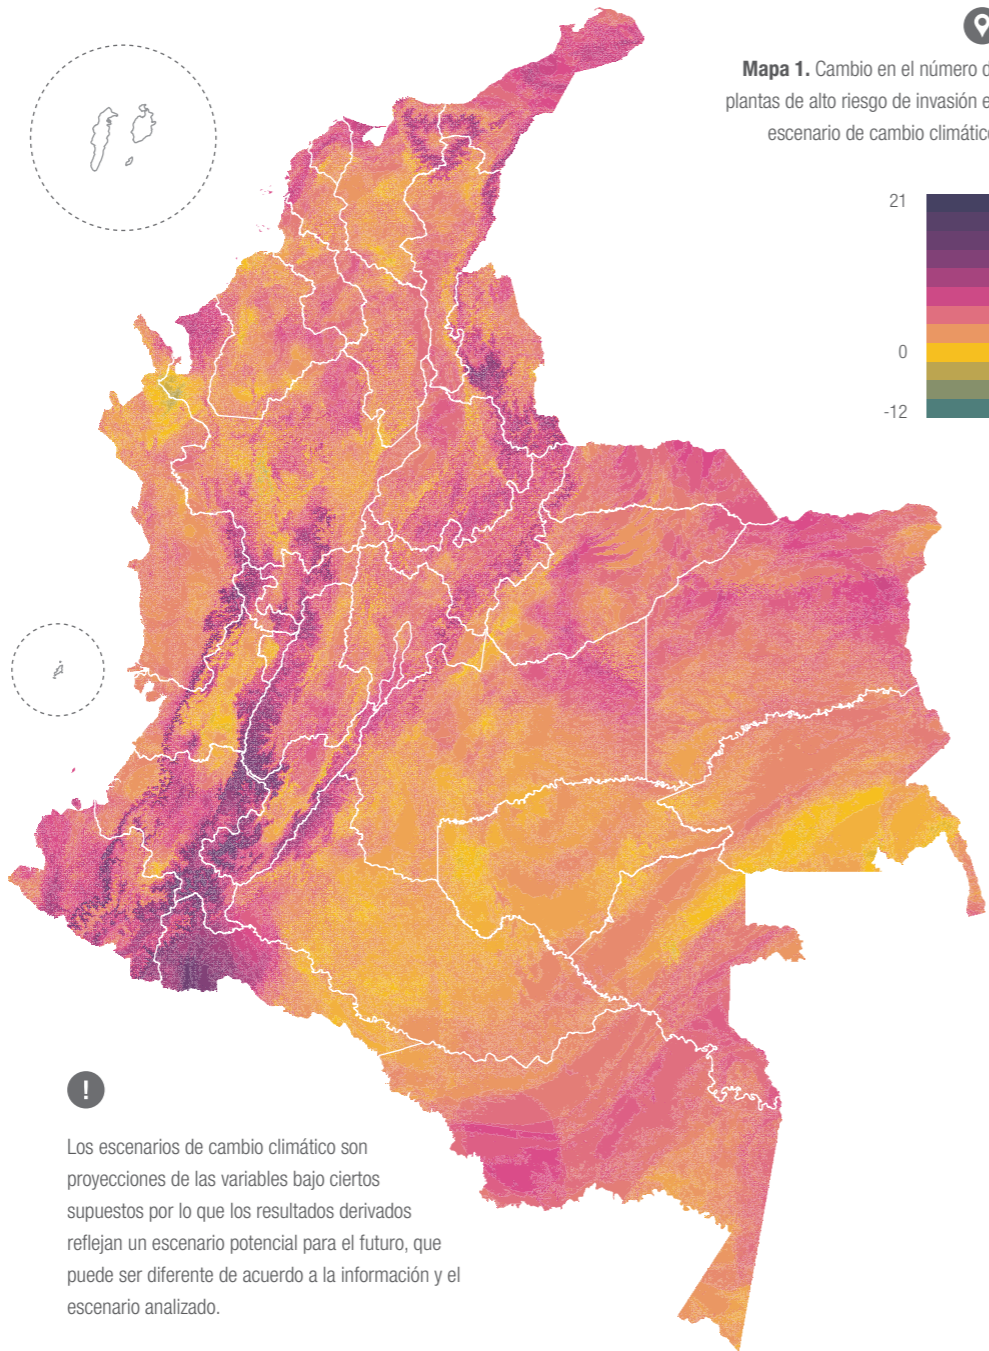 Mapa 1. Cambio en el número d
plantas de alto riesgo de invasión e
escenario de cambio climático
21
0
-12
!
Los escenarios de cambio climático son
proyecciones de las variables bajo ciertos
supuestos por lo que los resultados derivados
reflejan un escenario potencial para el futuro, que
puede ser diferente de acuerdo a la información y el
escenario analizado.